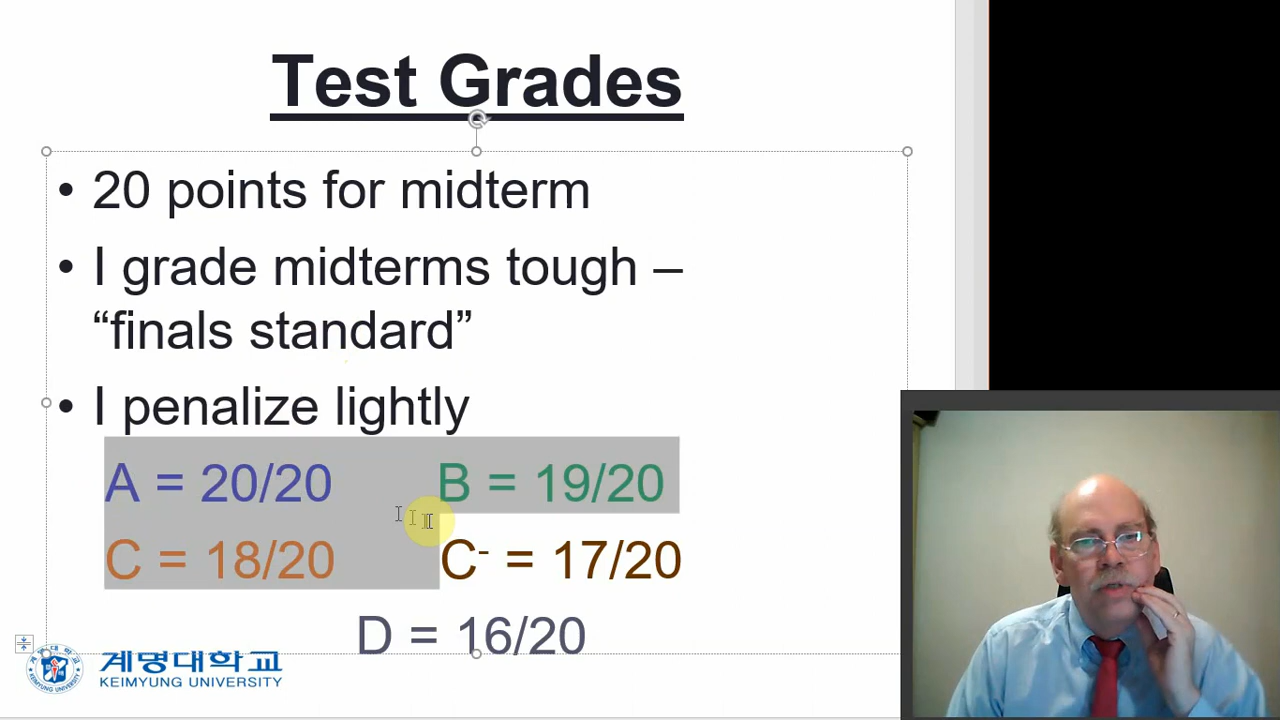 Test Grades
• 20 points for midterm
• I grade midterms tough –
“finals standard”
• I penalize lightly
A = 20/20 B = 19/20
C = 18/20 C- = 17/20
D = 16/20
계명대학교
KEIMYUNG UNIVERSITY